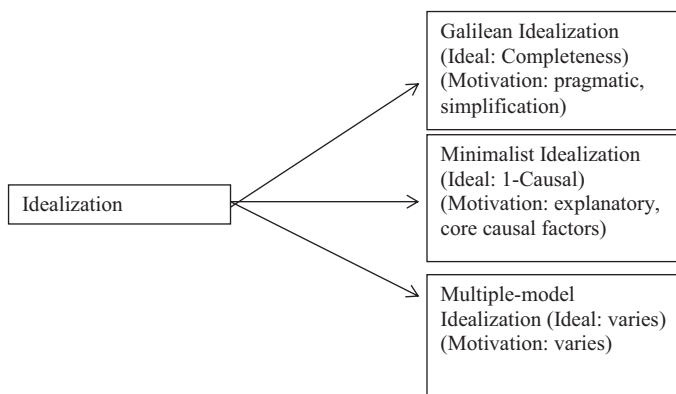 Galilean Idealization
(Ideal: Completeness)
(Motivation: pragmatic,
simplification)
Idealization
Minimalist Idealization
(Ideal: 1-Causal)
(Motivation: explanatory,
core causal factors)
Multiple-model
Idealization (Ideal: varies)
(Motivation: varies)